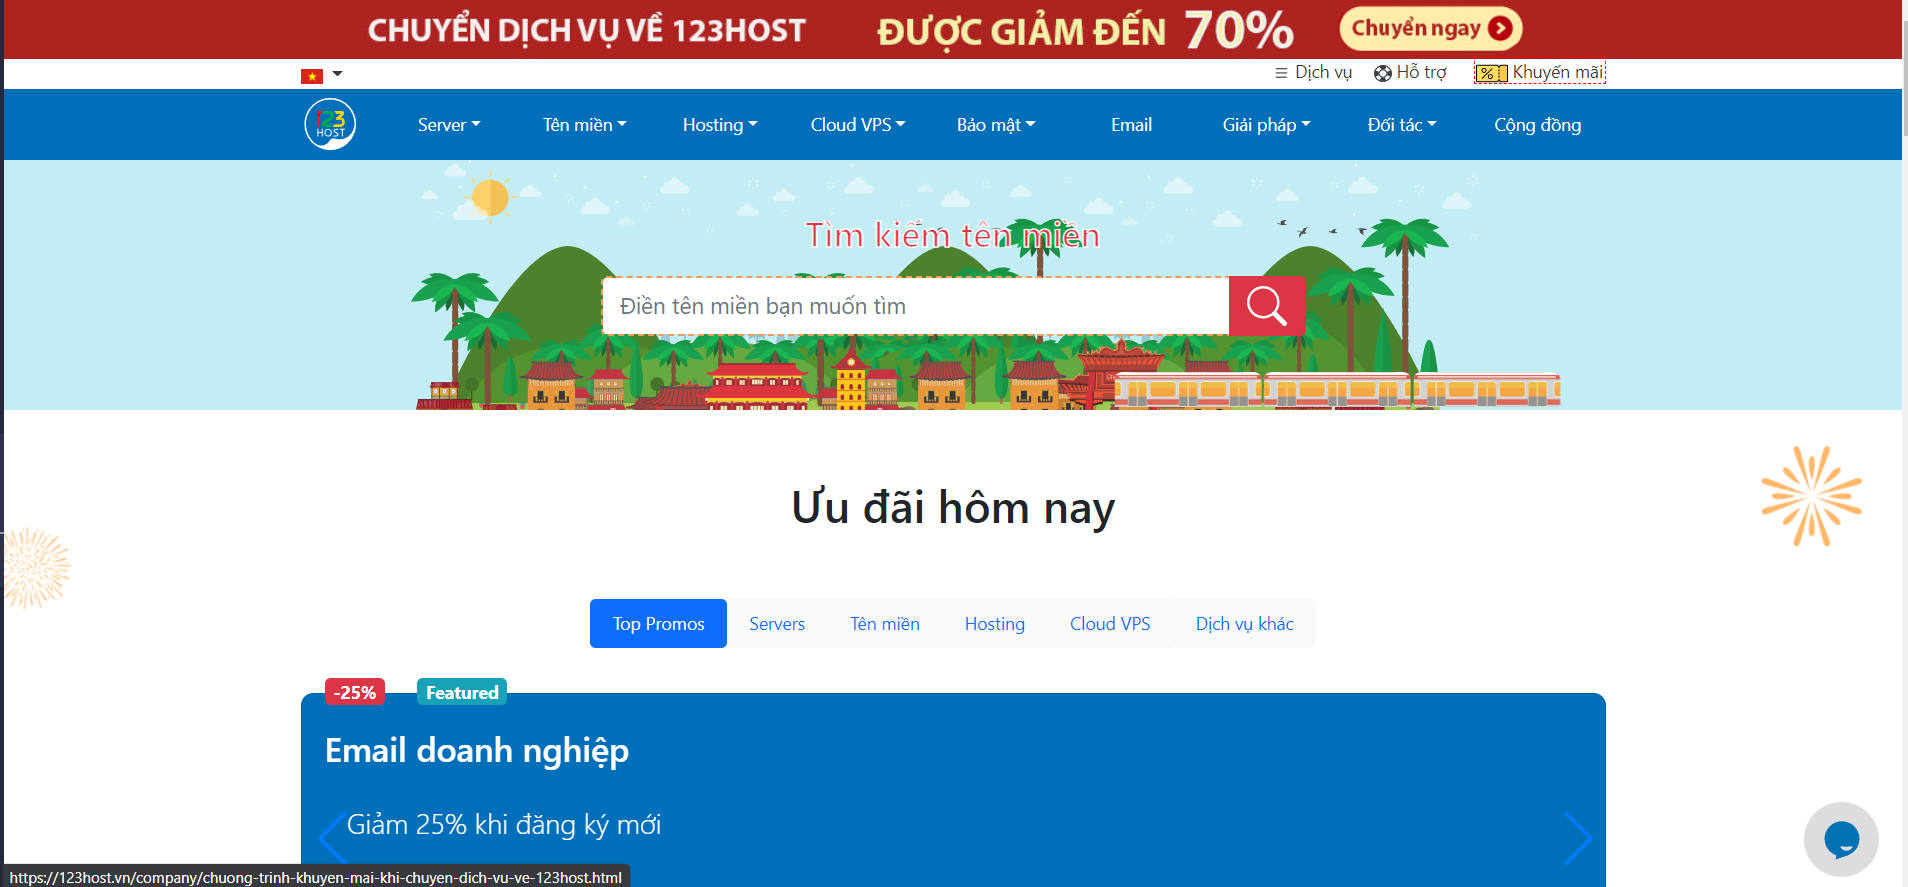 CHUYỂN DỊCH VỤ VỀ 123HOST ĐƯỢC GIẢM ĐẾN 70% Chuyển ngay
Dịch vụ Hỗ trợ Khuyến mãi
123 HOST
Server Tên miền Hosting Cloud VPS Bảo mật Email Giải pháp Đối tác Cộng đồng
Tìm kiếm tên miền
Điền tên miền bạn muốn tìm
Ưu đãi hôm nay
Top Promos Servers Tên miền Hosting Cloud VPS Dịch vụ khác
-25% Featured
Email doanh nghiệp
Giảm 25% khi đăng ký mới
https://123host.vn/company/chuong-trinh-khuyen-mai-khi-chuyen-dich-vu-ve-123host.html